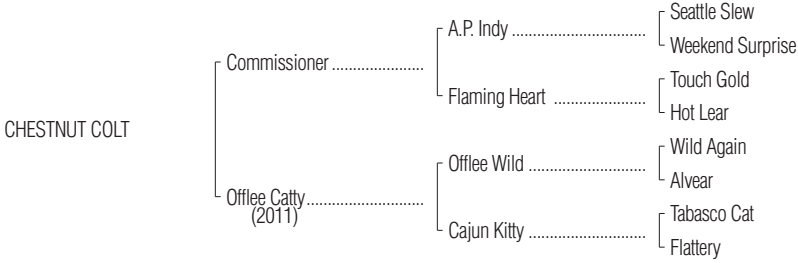 Seattle Slew
A.P. Indy
Weekend Surprise
Commissioner
Touch Gold
Flaming Heart
Hot Lear
CHESTNUT COLT
Wild Again
Offlee Wild
Alvear
Offlee Catty
(2011)
Tabasco Cat
Cajun Kitty
Flattery